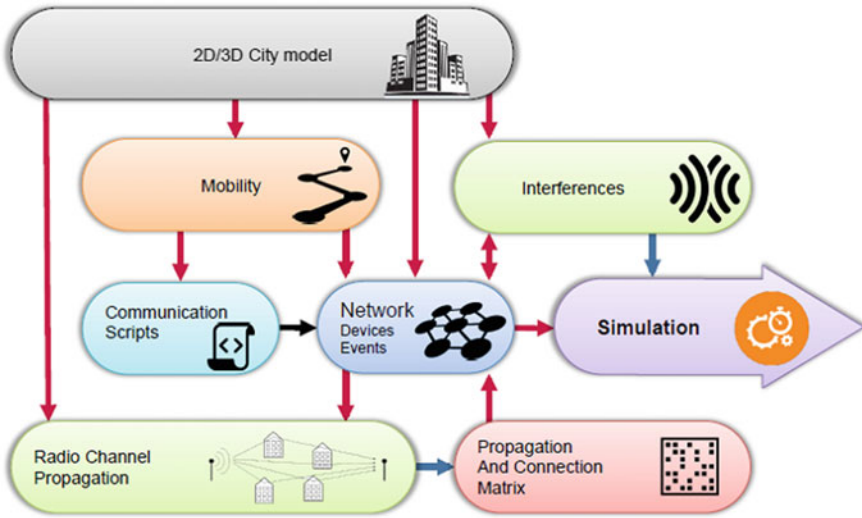 2D/3D City model
Mobility
Interferences
Communication
Scripts
Network
Devices
Events
Simulation
Radio Channel
Propagation
Propagation
And Connection
Matrix